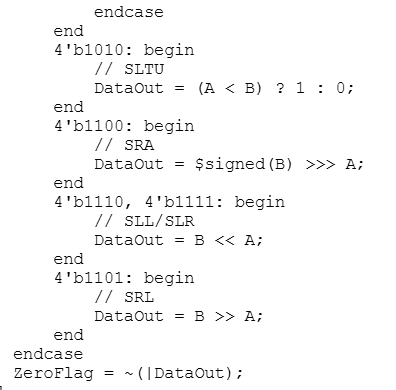 endcase
end
4'b1010: begin
// SLTU
DataOut = (A < B) ? 1 : 0;
end
4'b1100: begin
// SRA
DataOut = $signed(B) >>> A;
end
4'b1110, 4'b1111: begin
// SLL/SLR
DataOut = B << A;
end
4'b1101: begin
// SRL
DataOut = B >> A;
end
endcase
ZeroFlag = ~(|DataOut);